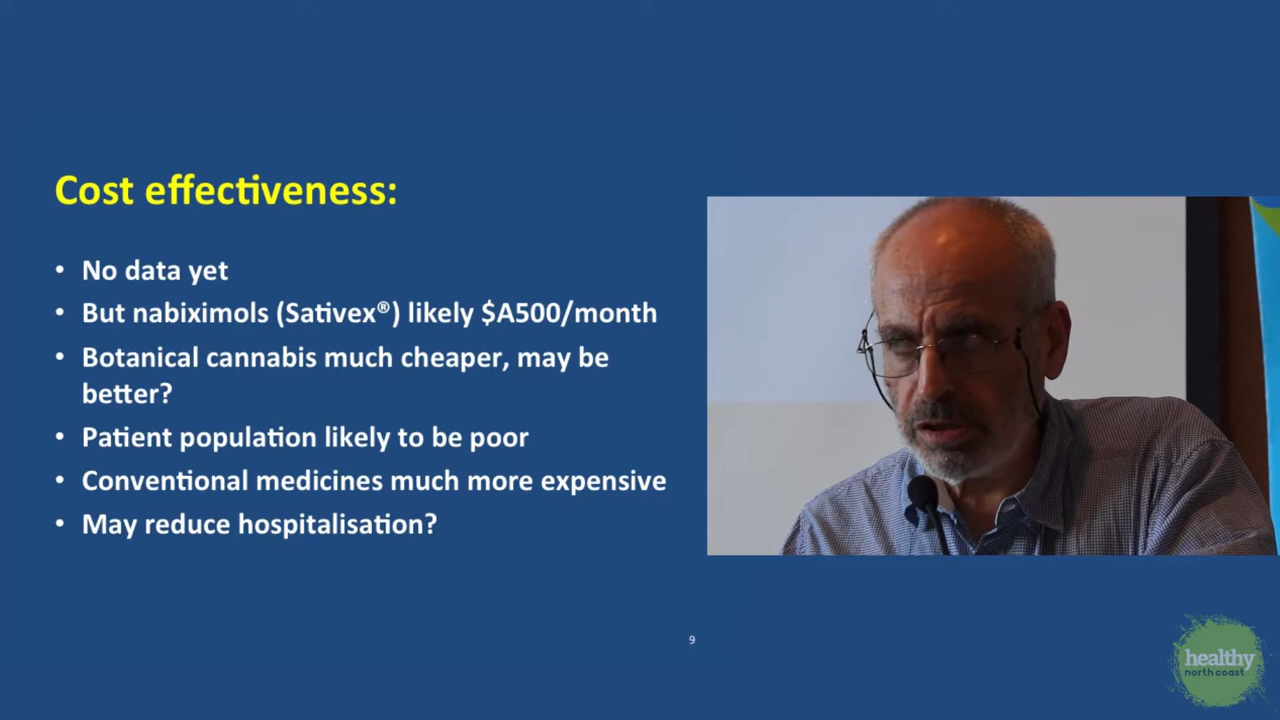 Cost effectiveness:
• No data yet
• But nabiximols (Sativex®) likely $A500/month
• Botanical cannabis much cheaper, may be
better?
• Patient population likely to be poor
• Conventional medicines much more expensive
• May reduce hospitalisation?
9
healthy
north coast